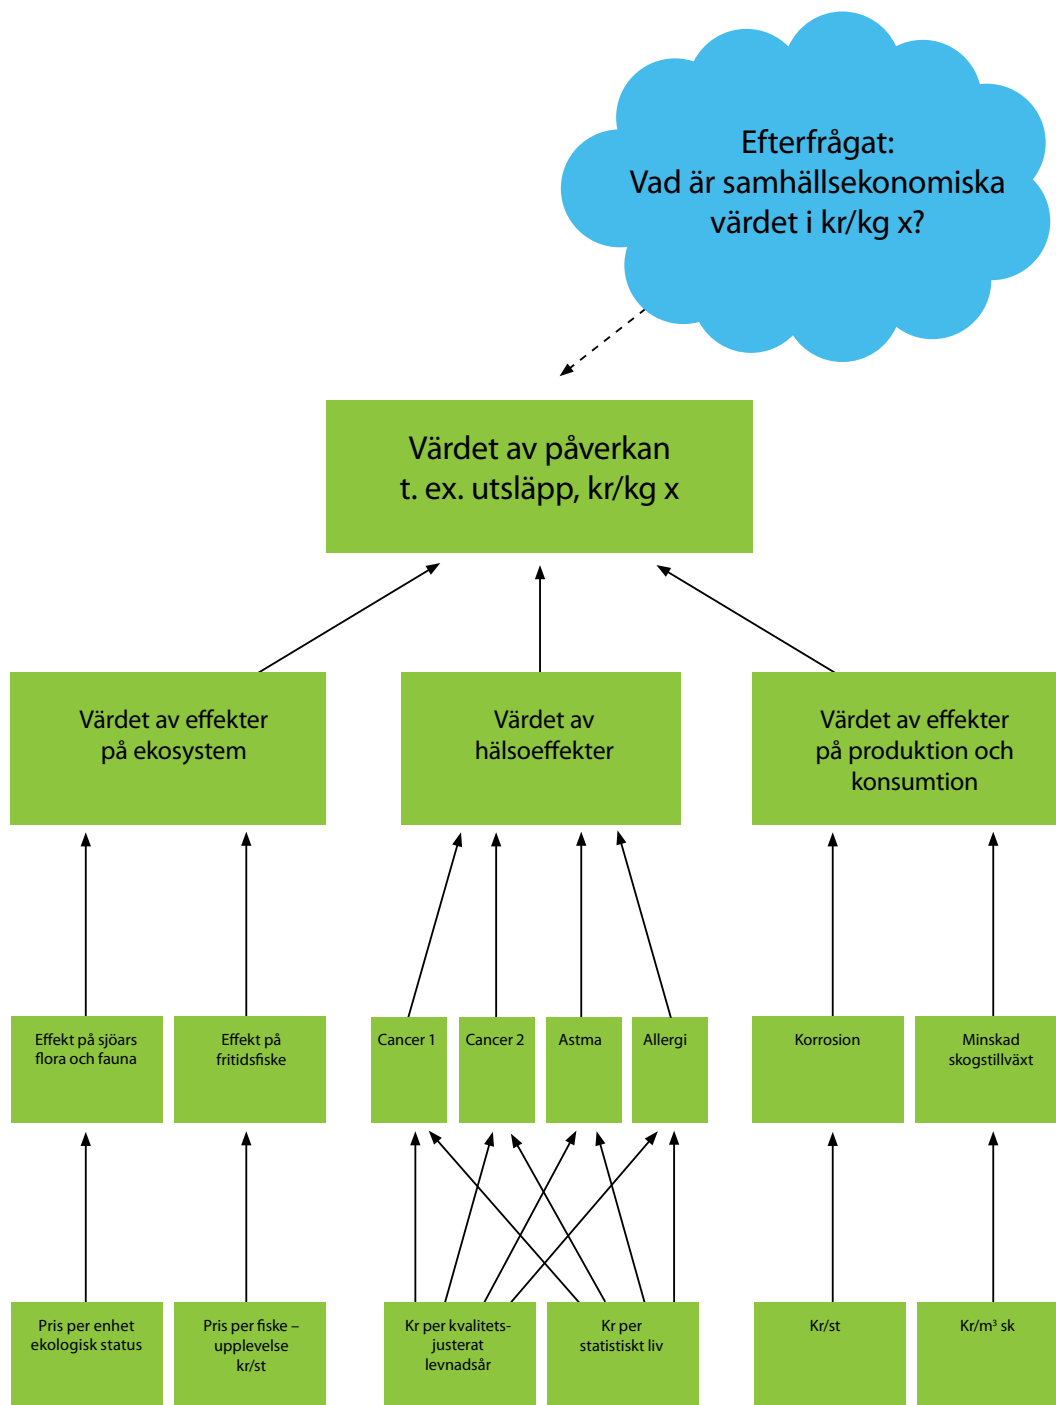 Efterfrågat:
Vad är samhällsekonomiska
värdet i kr/kg x?
Värdet av påverkan
t. ex. utsläpp, kr/kg x
Värdet av effekter
på ekosystem
Värdet av
hälsoeffekter
Värdet av effekter
på produktion och
konsumtion
Effekt på sjöars
flora och fauna
Effekt på
fritidsfiske
Cancer 1
Cancer 2
Astma
Allergi
Korrosion
Minskad
skogstillväxt
Pris per enhet
ekologisk status
Pris per fiske –
upplevelse
kr/st
Kr per kvalitets-
justerat
levnadsår
Kr per
statistiskt liv
Kr/st
Kr/m³ sk